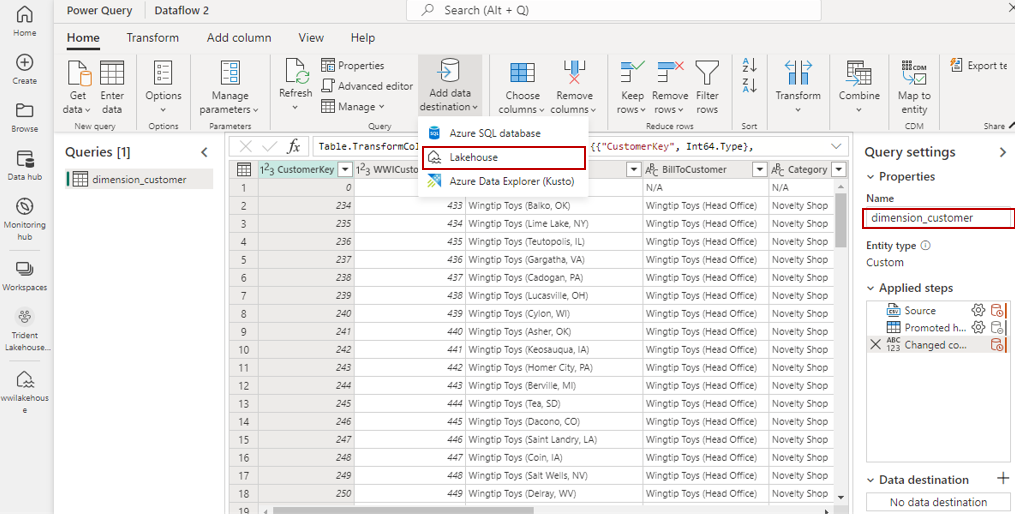 Power Query
Dataflow 2
Search (Alt + Q)
Home
Create
Browse
Data hub
Monitoring
hub
Workspaces
Trident
Lakehouse...
wwilakehous
e
Home
Transform
Add column
View
Help
Get
data
Enter
data
New query
Options
Options
Manage
parameters
Parameters
Refresh
Properties
Advanced editor
Manage
Query
Add data
destination
Choose
columns
Remove
columns
Keep
rows
Remove
rows
Filter
rows
Reduce rows
Sort
Transform
Combine
Map to
entity
CDM
Export te
Share
Azure SQL database
Lakehouse
Azure Data Explorer (Kusto)
Queries [1]
dimension_customer
fx
Table.TransformCol
{{"CustomerKey", Int64.Type},
CustomerKey WWICusto BillToCustomer Category
1 0 N/A N/A
2 234 433 Wingtip Toys (Balko, OK) Wingtip Toys (Head Office) Novelty Shop
3 235 434 Wingtip Toys (Lime Lake, NY) Wingtip Toys (Head Office) Novelty Shop
4 236 435 Wingtip Toys (Teutopolis, IL) Wingtip Toys (Head Office) Novelty Shop
5 237 436 Wingtip Toys (Gargatha, VA) Wingtip Toys (Head Office) Novelty Shop
6 238 437 Wingtip Toys (Cadogan, PA) Wingtip Toys (Head Office) Novelty Shop
7 239 438 Wingtip Toys (Lucasville, OH) Wingtip Toys (Head Office) Novelty Shop
8 240 439 Wingtip Toys (Cylon, WI) Wingtip Toys (Head Office) Novelty Shop
9 241 440 Wingtip Toys (Asher, OK) Wingtip Toys (Head Office) Novelty Shop
10 242 441 Wingtip Toys (Keosauqua, IA) Wingtip Toys (Head Office) Novelty Shop
11 243 442 Wingtip Toys (Homer City, PA) Wingtip Toys (Head Office) Novelty Shop
12 244 443 Wingtip Toys (Berville, MI) Wingtip Toys (Head Office) Novelty Shop
13 245 444 Wingtip Toys (Tea, SD) Wingtip Toys (Head Office) Novelty Shop
14 246 445 Wingtip Toys (Dacono, CO) Wingtip Toys (Head Office) Novelty Shop
15 247 446 Wingtip Toys (Saint Landry, LA) Wingtip Toys (Head Office) Novelty Shop
16 248 447 Wingtip Toys (Coin, IA) Wingtip Toys (Head Office) Novelty Shop
17 249 448 Wingtip Toys (Salt Wells, NV) Wingtip Toys (Head Office) Novelty Shop
18 250 449 Wingtip Toys (Delray, WV) Wingtip Toys (Head Office) Novelty Shop
19
Query settings
Properties
Name
dimension_customer
Entity type
Custom
Applied steps
Source
Promoted h...
Changed co...
Data destination
No data destination